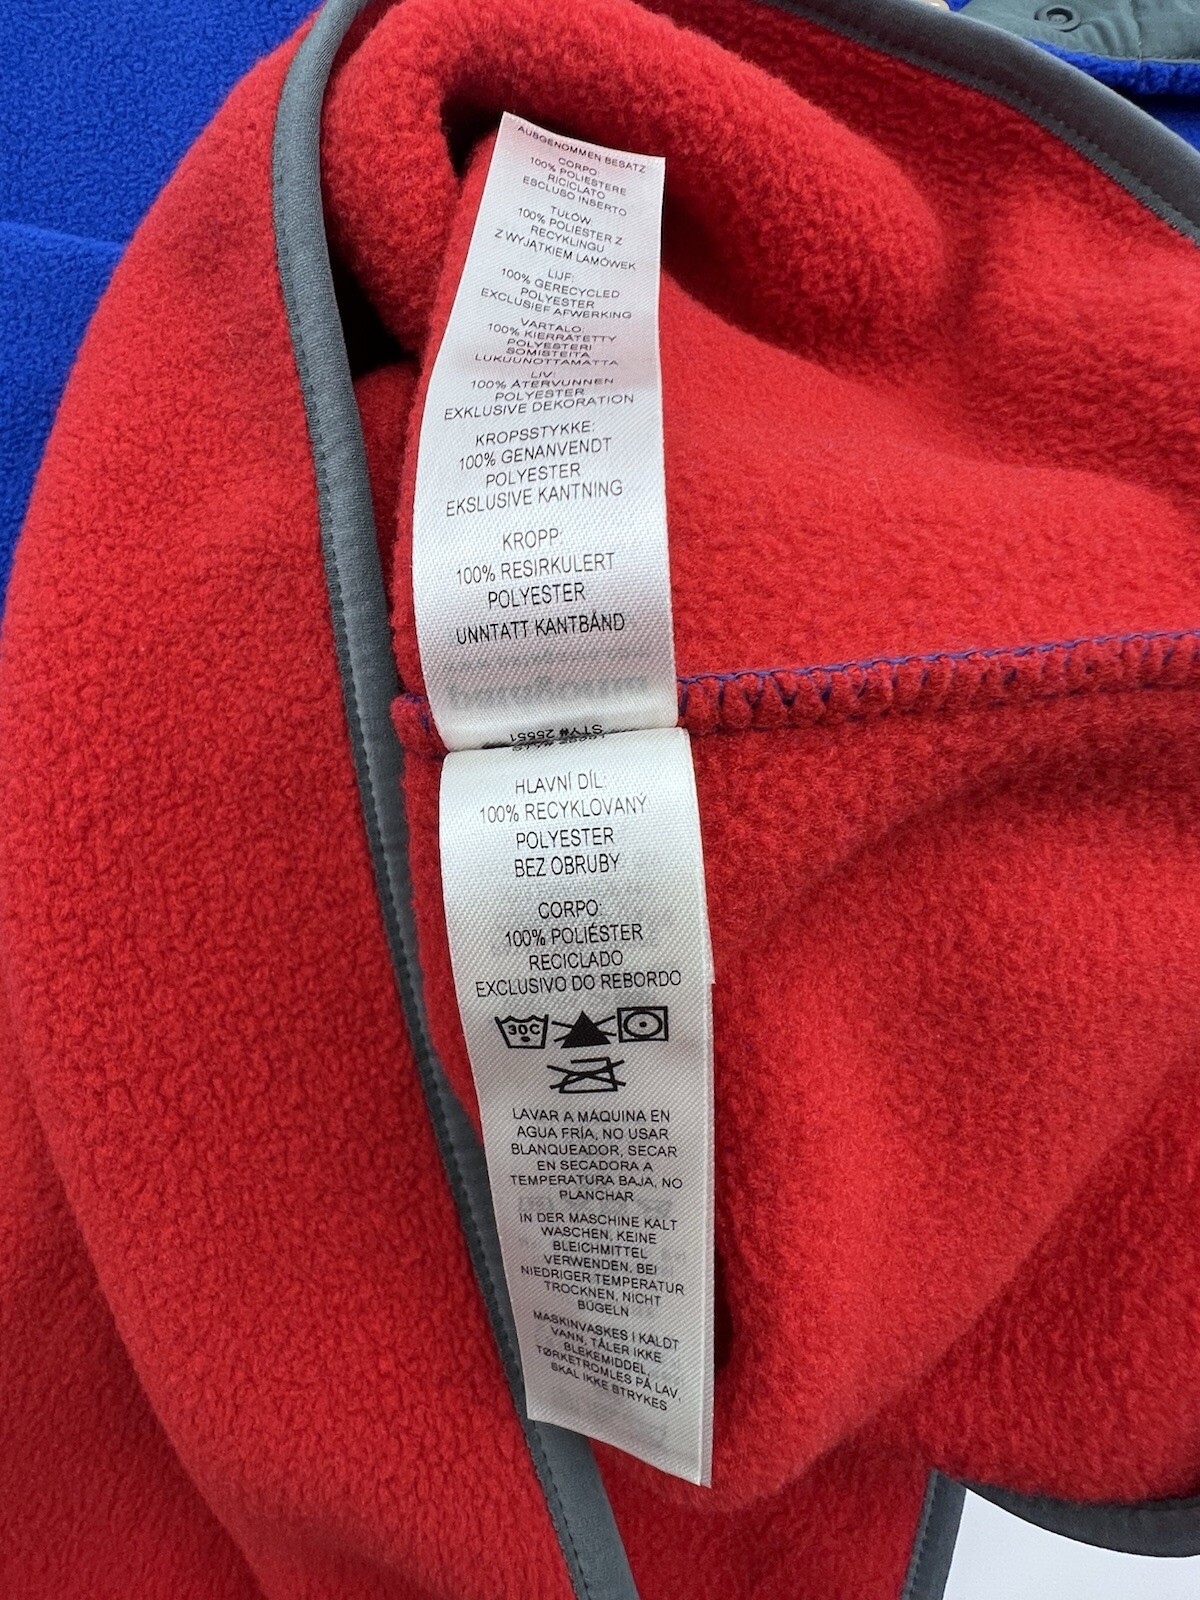 AUSGENOMMEN BESATZ
CORPO:
100% POLIESTERE
RICICLATO
ESCLUSO INSERTO
TUŁÓW:
100% POLIESTER Z
RECYKLINGU
Z WYJĄTKIEM LAMÓWEK
LIJF:
100% GERECYCLED
POLYESTER
EXCLUSIEF AFWERKING
VARTALO:
100% KIERRÄTETTY
POLYESTERI
SOMISTEITA
LUKUUNOTTAMATTA
LIV:
100% ÅTERVUNNEN
POLYESTER
EXKLUSIVE DEKORATION
KROPSSTYKKE:
100% GENANVENDT
POLYESTER
EKSLUSIVE KANTNING
KROPP:
100% RESIRKULERT
POLYESTER
UNNTATT KANTBÅND
STY# 25551
HLAVNÍ DÍL:
100% RECYKLOVANÝ
POLYESTER
BEZ OBRUBY
CORPO:
100% POLIÉSTER
RECICLADO
EXCLUSIVO DO REBORDO
30C
LAVAR A MÁQUINA EN
AGUA FRÍA, NO USAR
BLANQUEADOR, SECAR
EN SECADORA A
TEMPERATURA BAJA, NO
PLANCHAR
IN DER MASCHINE KALT
WASCHEN, KEINE
BLEICHMITTEL
VERWENDEN, BEI
NIEDRIGER TEMPERATUR
TROCKNEN, NICHT
BÜGELN
MASKINVASKES I KALDT
VANN, TÅLER IKKE
BLEKEMIDDEL,
TØRKETROMLES PÅ LAV,
SKAL IKKE STRYKES